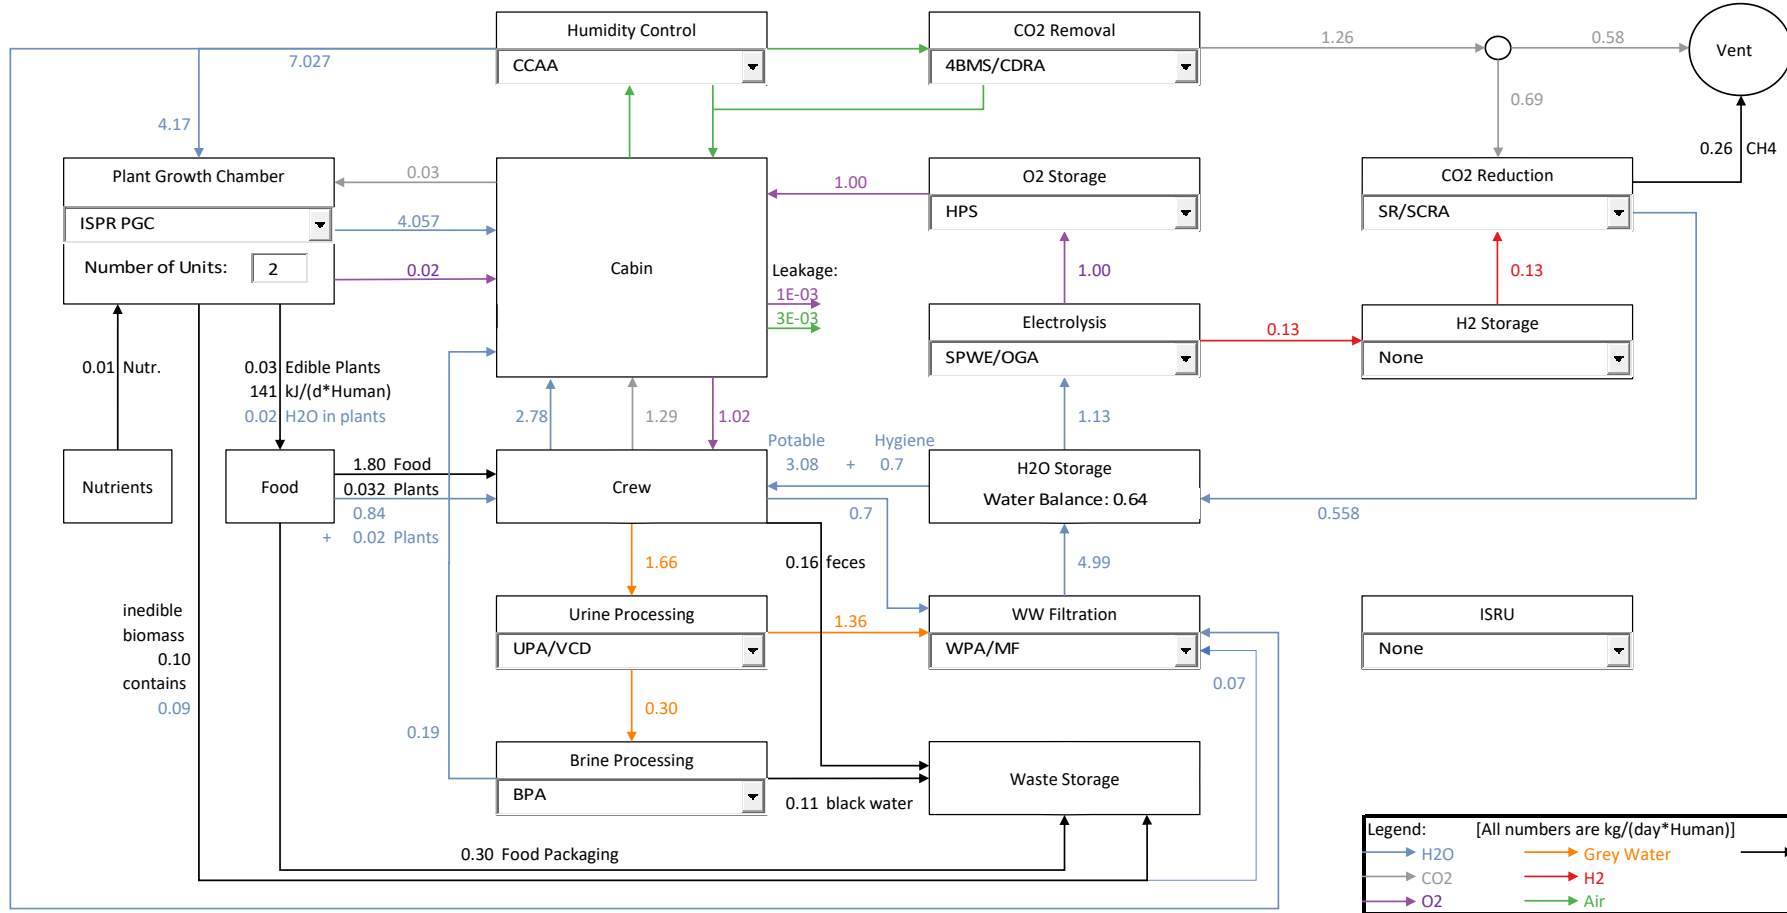 Humidity Control
CCAA
7.027
CO2 Removal
4BMS/CDRA
1.26
0.58
Vent
0.69
4.17
0.26 CH4
Plant Growth Chamber
ISPR PGC
Number of Units: 2
0.03
4.057
0.02
Cabin
Leakage:
1E-03
3E-03
1.00
O2 Storage
HPS
1.00
CO2 Reduction
SR/SCRA
0.13
Electrolysis
SPWE/OGA
0.13
H2 Storage
None
0.01 Nutr.
0.03 Edible Plants
141 kJ/(d*Human)
0.02 H2O in plants
2.78
1.29
1.02
1.13
Potable Hygiene
3.08 + 0.7
Nutrients
Food
1.80 Food
0.032 Plants
0.84
+ 0.02 Plants
Crew
H2O Storage
Water Balance: 0.64
0.7
0.558
1.66
0.16 feces
4.99
inedible
biomass
0.10
contains
0.09
Urine Processing
UPA/VCD
1.36
WW Filtration
WPA/MF
ISRU
None
0.07
0.30
0.19
Brine Processing
BPA
0.11 black water
Waste Storage
0.30 Food Packaging
Legend: [All numbers are kg/(day*Human)]
H2O Grey Water
CO2 H2
O2 Air